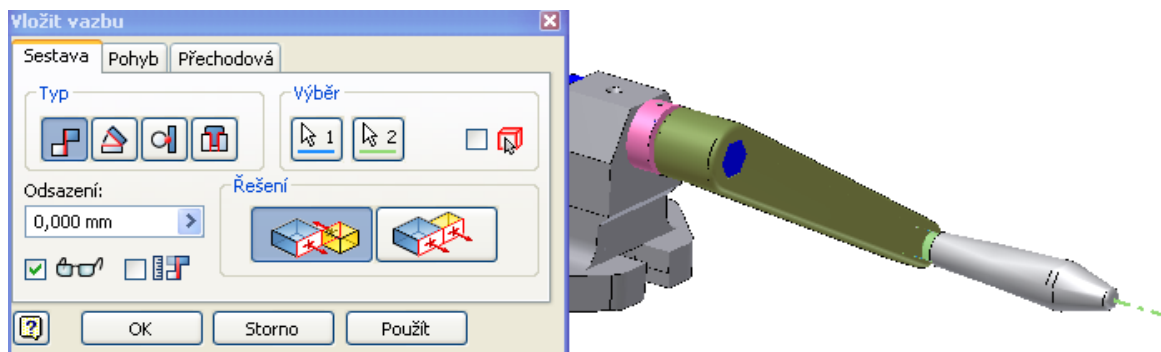 Vložit vazbu
Sestava Pohyb Přechodová
Typ Výběr
1 2
Odsazení: Řešení
0,000 mm
OK Storno Použít